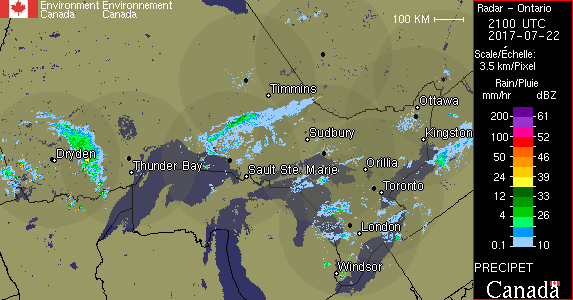 Environment Environnement
Canada Canada
100 KM
Timmins
Ottawa
Sudbury
Kingston
Dryden
Thunder Bay
Sault Ste. Marie
Orillia
Toronto
London
Windsor
Radar - Ontario
2100 UTC
2017-07-22
Scale/Échelle:
3.5 km/Pixel
Rain/Pluie
mm/hr dBZ
200 61
100 52
50 46
24 39
12 33
4 26
0.1 10
PRECIPET
Canada